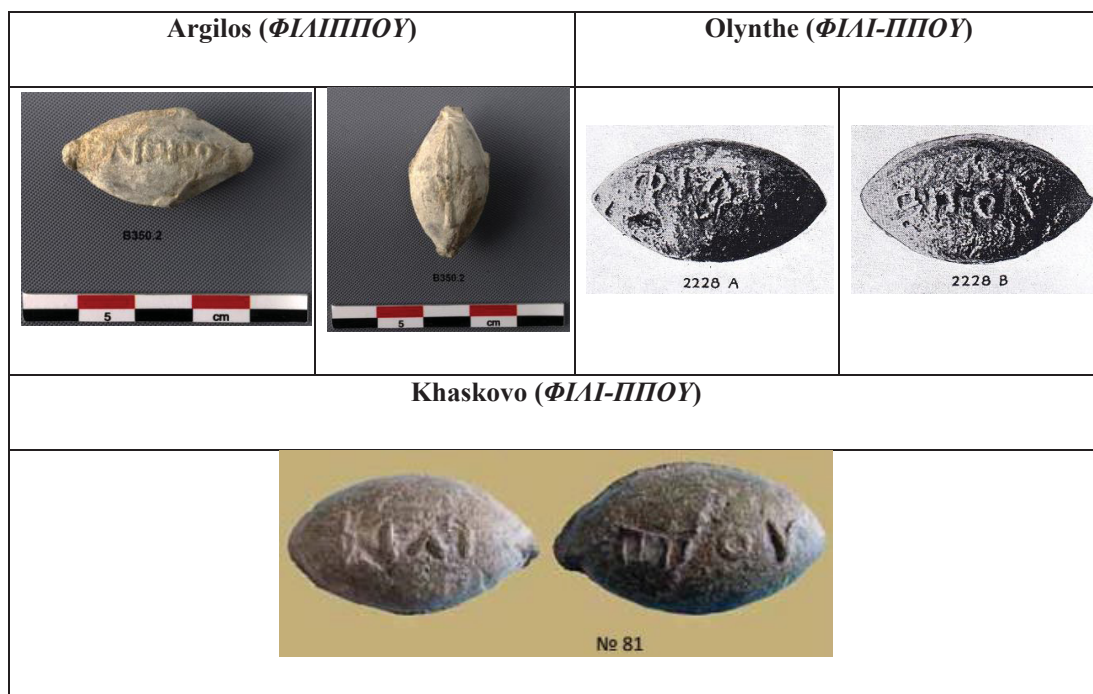 Argilos (ΦΙΛΙΠΠΟΥ)
Olynthe (ΦΙΛΙ-ΠΠΟΥ)
B350.2
5 cm
B350.2
5 cm
2228 A
2228 B
Khaskovo (ΦΙΛΙ-ΠΠΟΥ)
№ 81